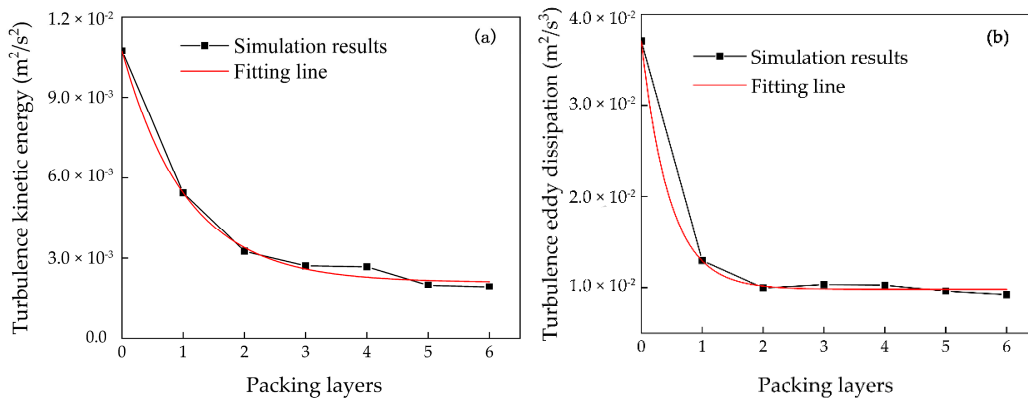 Turbulence kinetic energy (m²/s²)
1.2 × 10⁻²
9.0 × 10⁻³
6.0 × 10⁻³
3.0 × 10⁻³
0.0
(a)
Simulation results
Fitting line
0 1 2 3 4 5 6
Packing layers
Turbulence eddy dissipation (m²/s³)
4.0 × 10⁻²
3.0 × 10⁻²
2.0 × 10⁻²
1.0 × 10⁻²
(b)
Simulation results
Fitting line
0 1 2 3 4 5 6
Packing layers